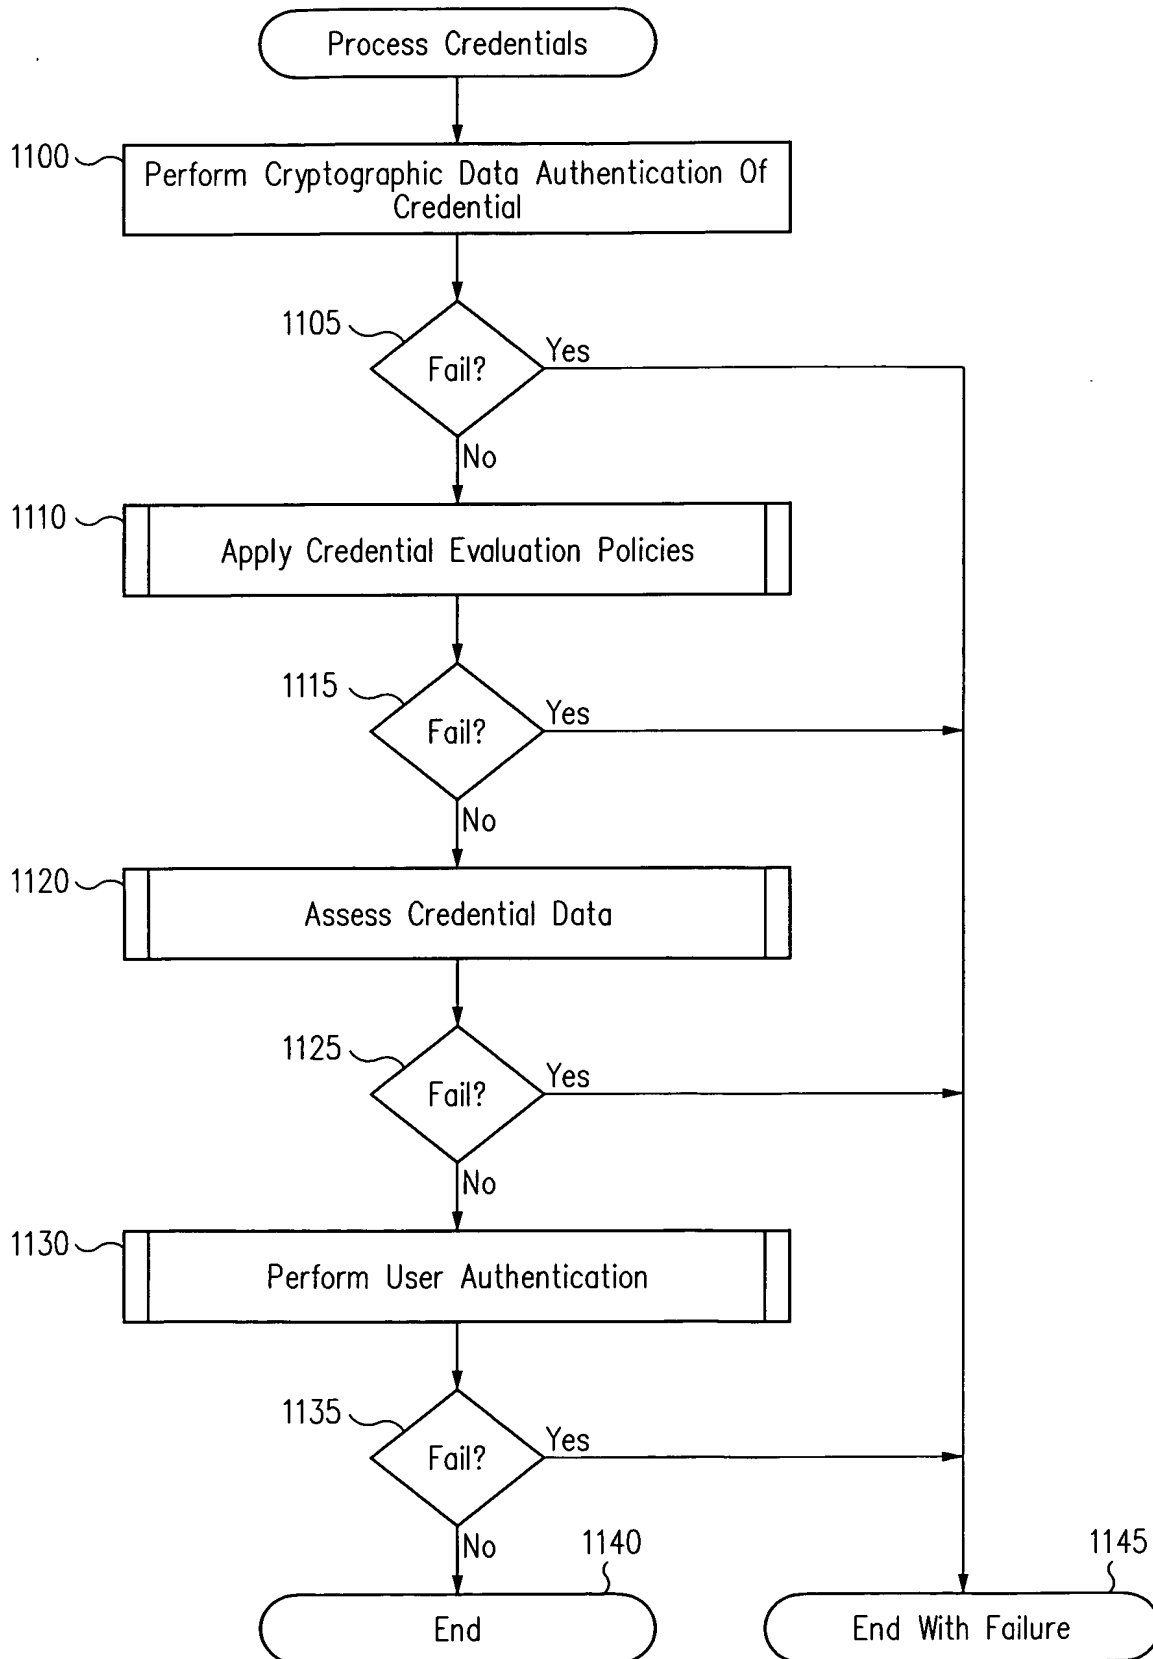 Process Credentials
1100
Perform Cryptographic Data Authentication Of
Credential
1105
Fail?
Yes
No
1110
Apply Credential Evaluation Policies
1115
Fail?
Yes
No
1120
Assess Credential Data
1125
Fail?
Yes
No
1130
Perform User Authentication
1135
Fail?
Yes
No
1140
1145
End
End With Failure